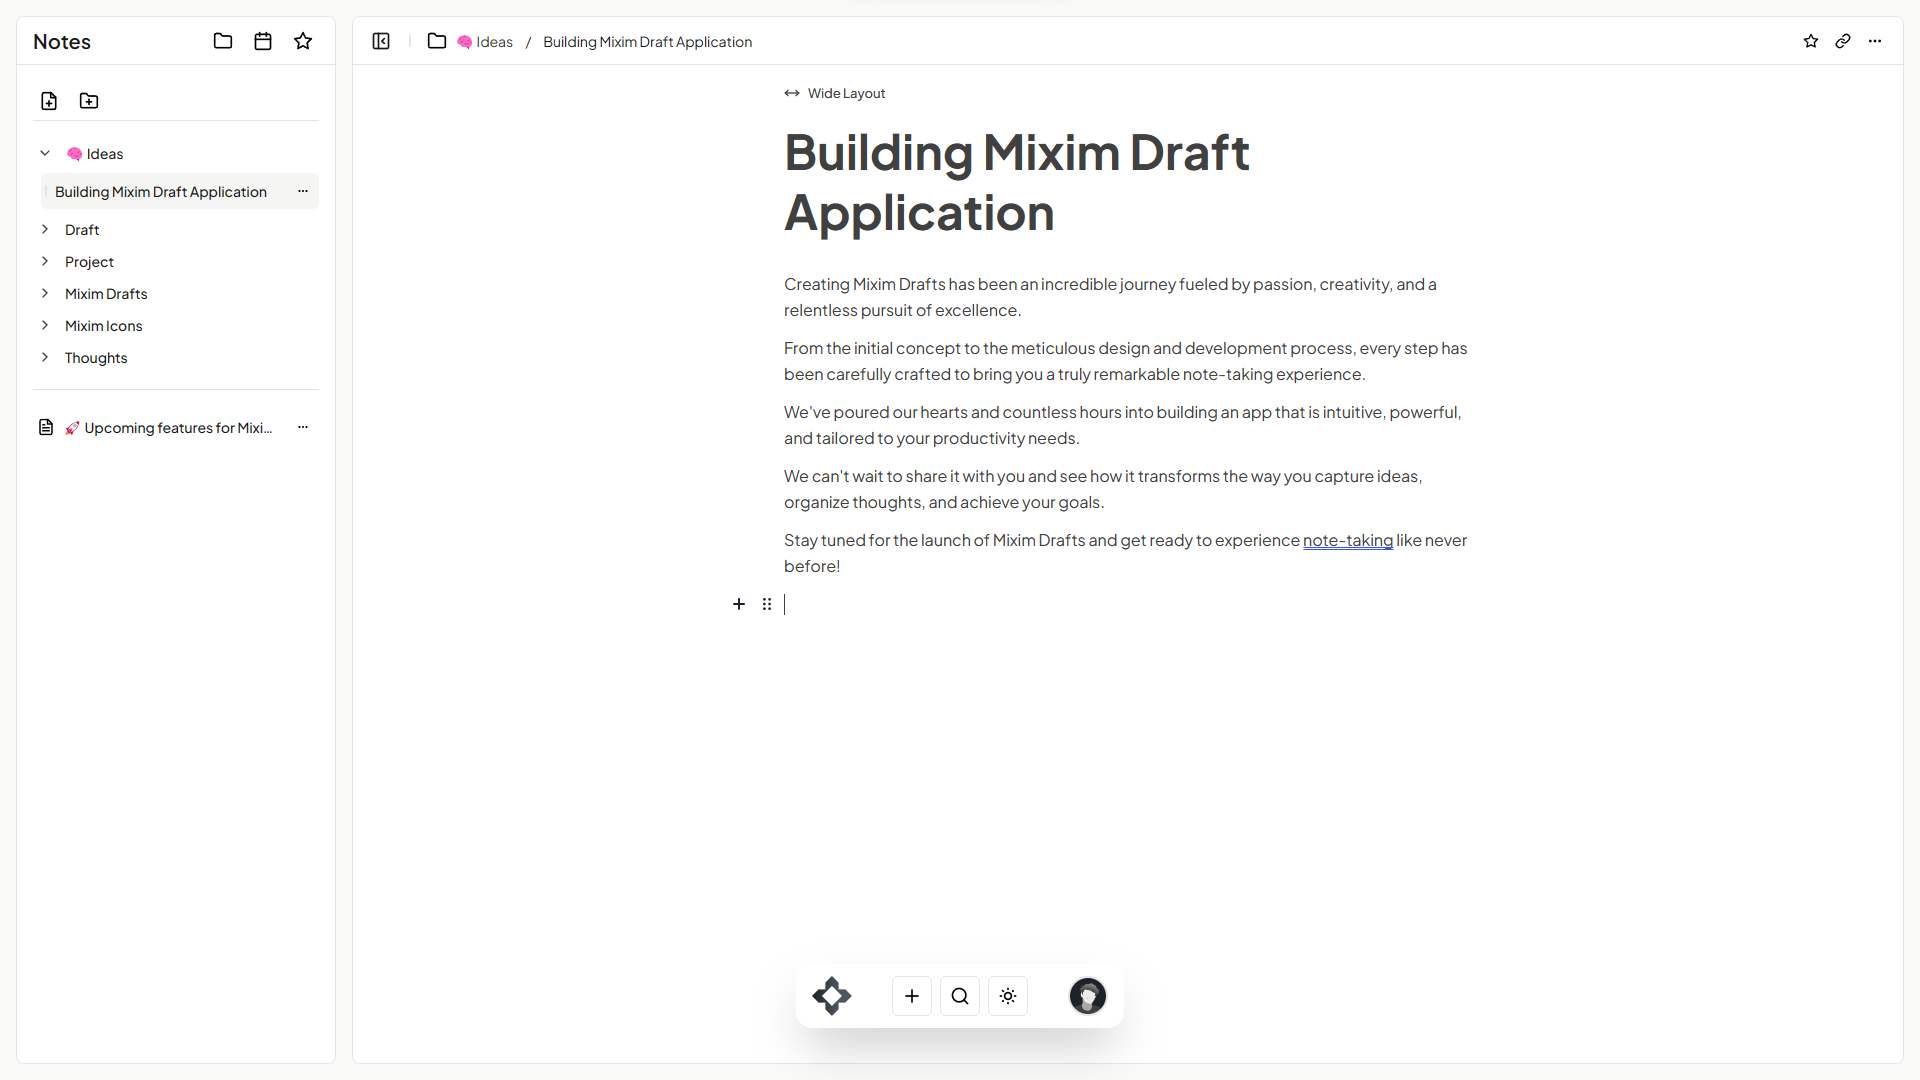 Notes
🧠 Ideas
Building Mixim Draft Application
Draft
Project
Mixim Drafts
Mixim Icons
Thoughts
🚀 Upcoming features for Mixi...
🧠 Ideas / Building Mixim Draft Application
Wide Layout
Building Mixim Draft
Application
Creating Mixim Drafts has been an incredible journey fueled by passion, creativity, and a
relentless pursuit of excellence.
From the initial concept to the meticulous design and development process, every step has
been carefully crafted to bring you a truly remarkable note-taking experience.
We've poured our hearts and countless hours into building an app that is intuitive, powerful,
and tailored to your productivity needs.
We can't wait to share it with you and see how it transforms the way you capture ideas,
organize thoughts, and achieve your goals.
Stay tuned for the launch of Mixim Drafts and get ready to experience note-taking like never
before!